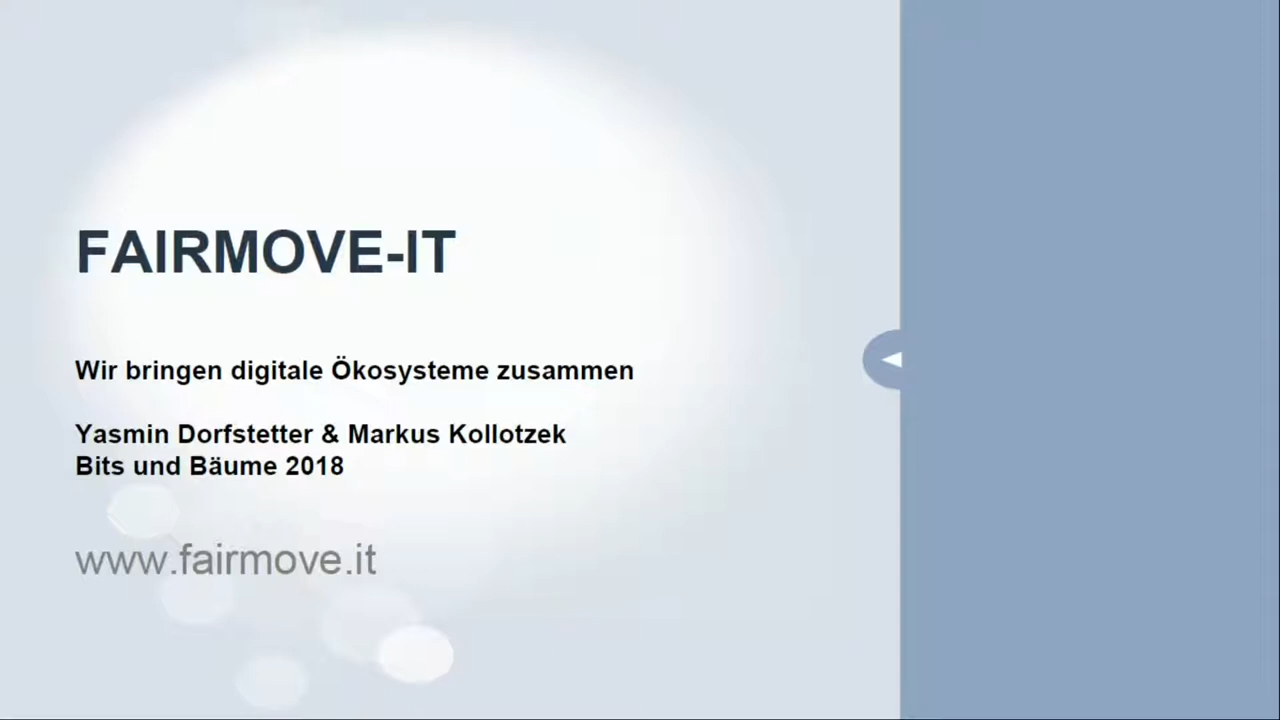 FAIRMOVE-IT
Wir bringen digitale Ökosysteme zusammen
Yasmin Dorfstetter & Markus Kollotzek
Bits und Bäume 2018
www.fairmove.it